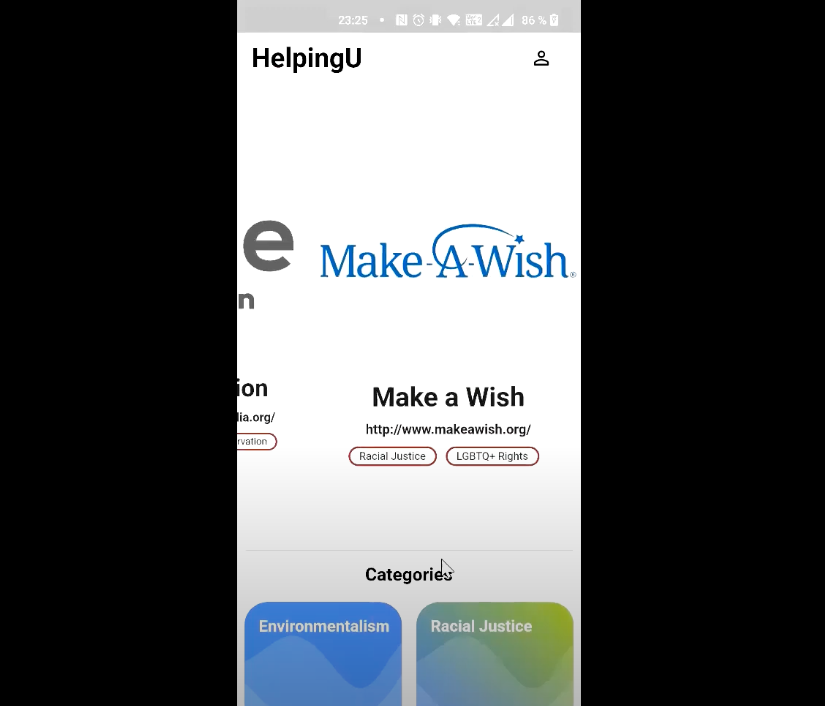 23:25 86 %
HelpingU
e
Make-A-Wish®
n
ion
Make a Wish
lia.org/
http://www.makeawish.org/
rvation
Racial Justice
LGBTQ+ Rights
Categories
Environmentalism
Racial Justice